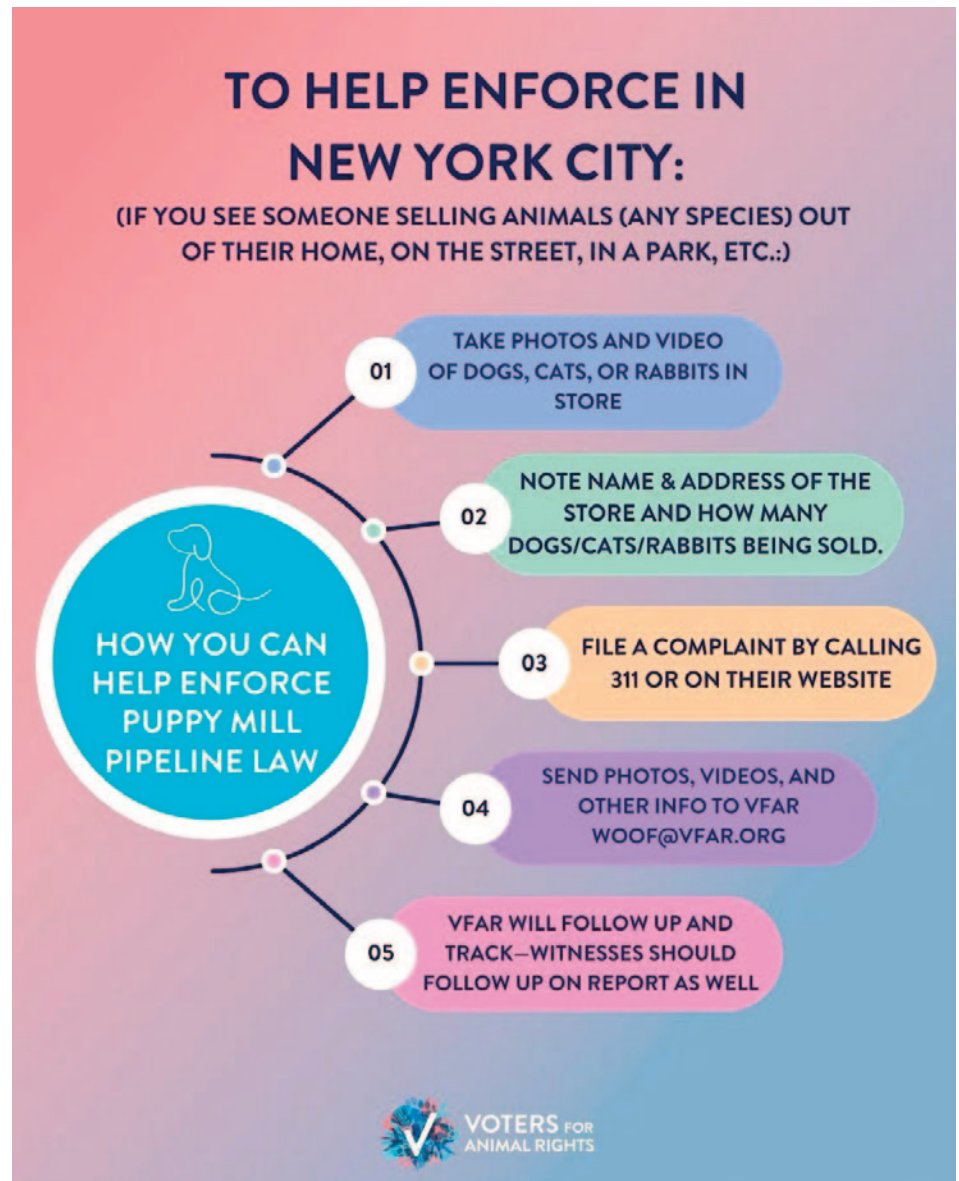 TO HELP ENFORCE IN
NEW YORK CITY:
(IF YOU SEE SOMEONE SELLING ANIMALS (ANY SPECIES) OUT
OF THEIR HOME, ON THE STREET, IN A PARK, ETC.:)
HOW YOU CAN
HELP ENFORCE
PUPPY MILL
PIPELINE LAW
01
TAKE PHOTOS AND VIDEO
OF DOGS, CATS, OR RABBITS IN
STORE
02
NOTE NAME & ADDRESS OF THE
STORE AND HOW MANY
DOGS/CATS/RABBITS BEING SOLD.
03
FILE A COMPLAINT BY CALLING
311 OR ON THEIR WEBSITE
04
SEND PHOTOS, VIDEOS, AND
OTHER INFO TO VFAR
WOOF@VFAR.ORG
05
VFAR WILL FOLLOW UP AND
TRACK—WITNESSES SHOULD
FOLLOW UP ON REPORT AS WELL
V
VOTERS FOR
ANIMAL RIGHTS